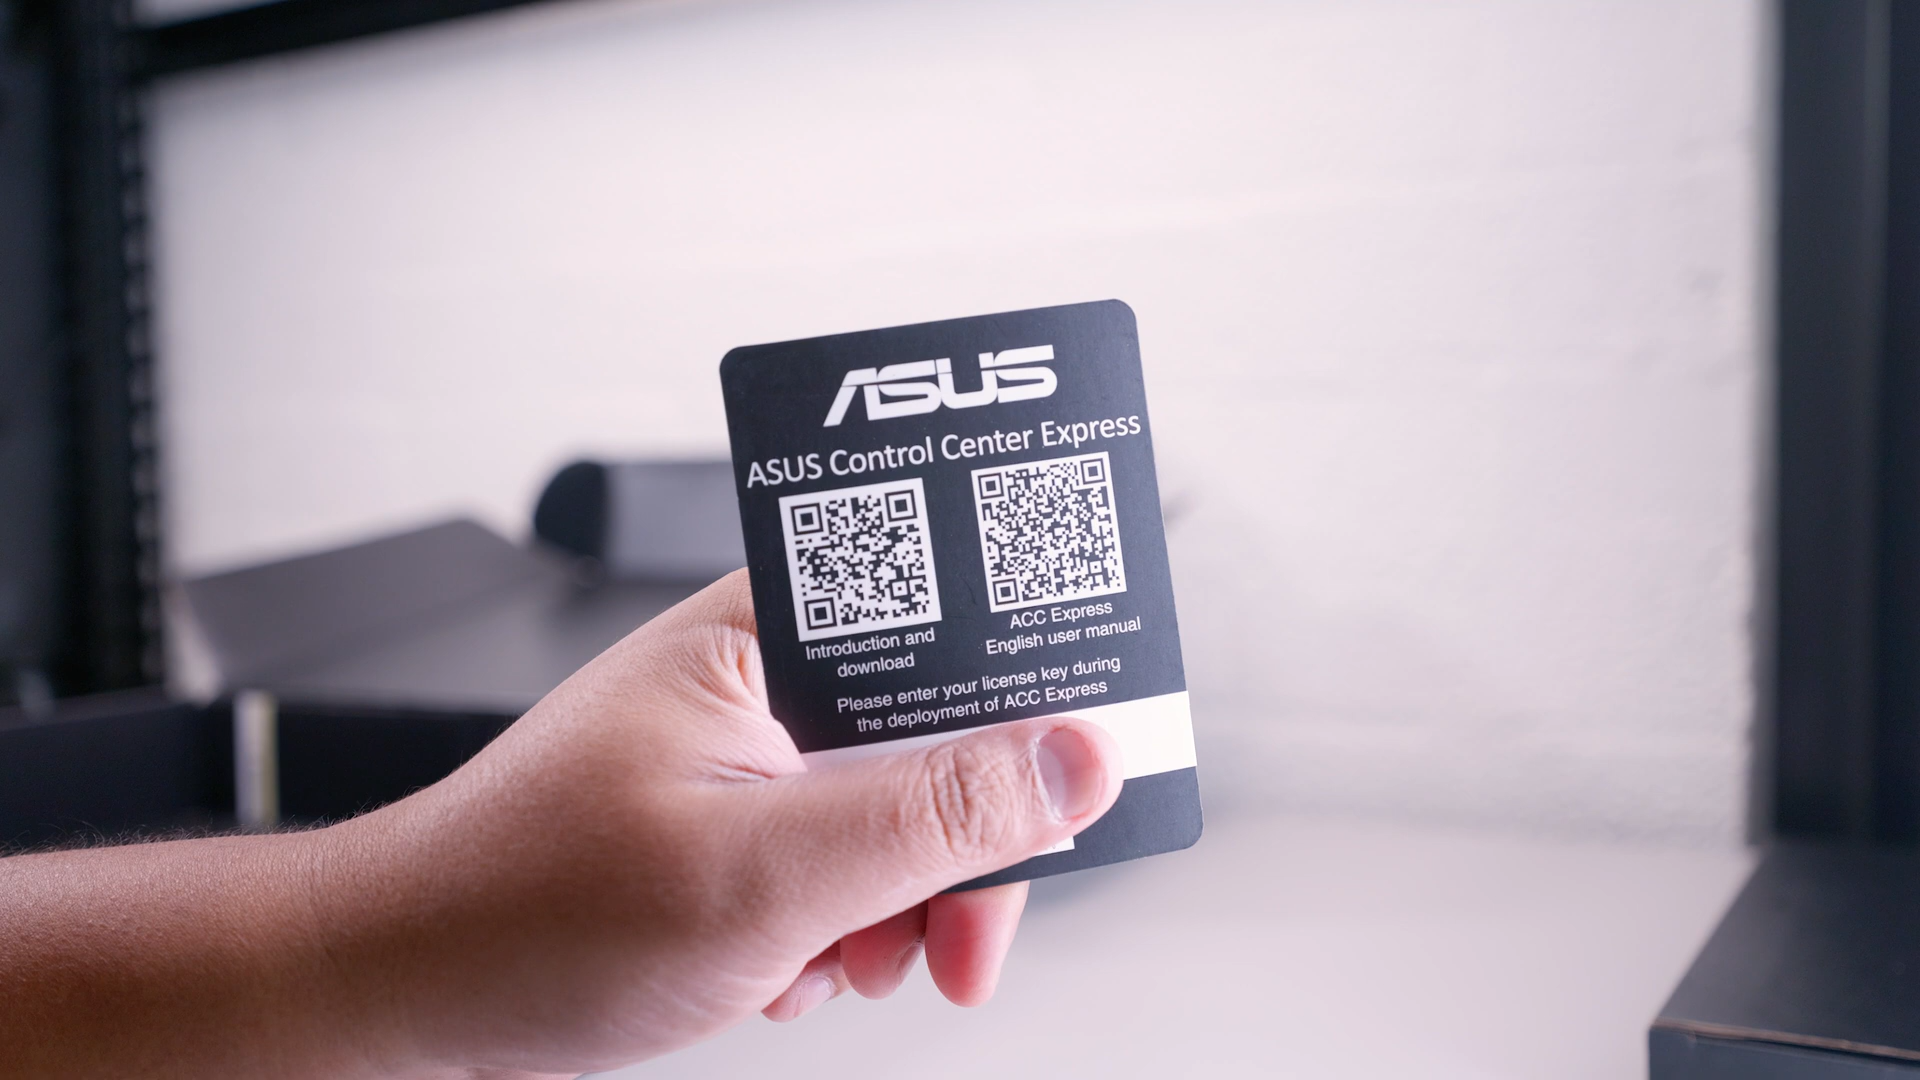 ASUS
ASUS Control Center Express
Introduction and
download
ACC Express
English user manual
Please enter your license key during
the deployment of ACC Express